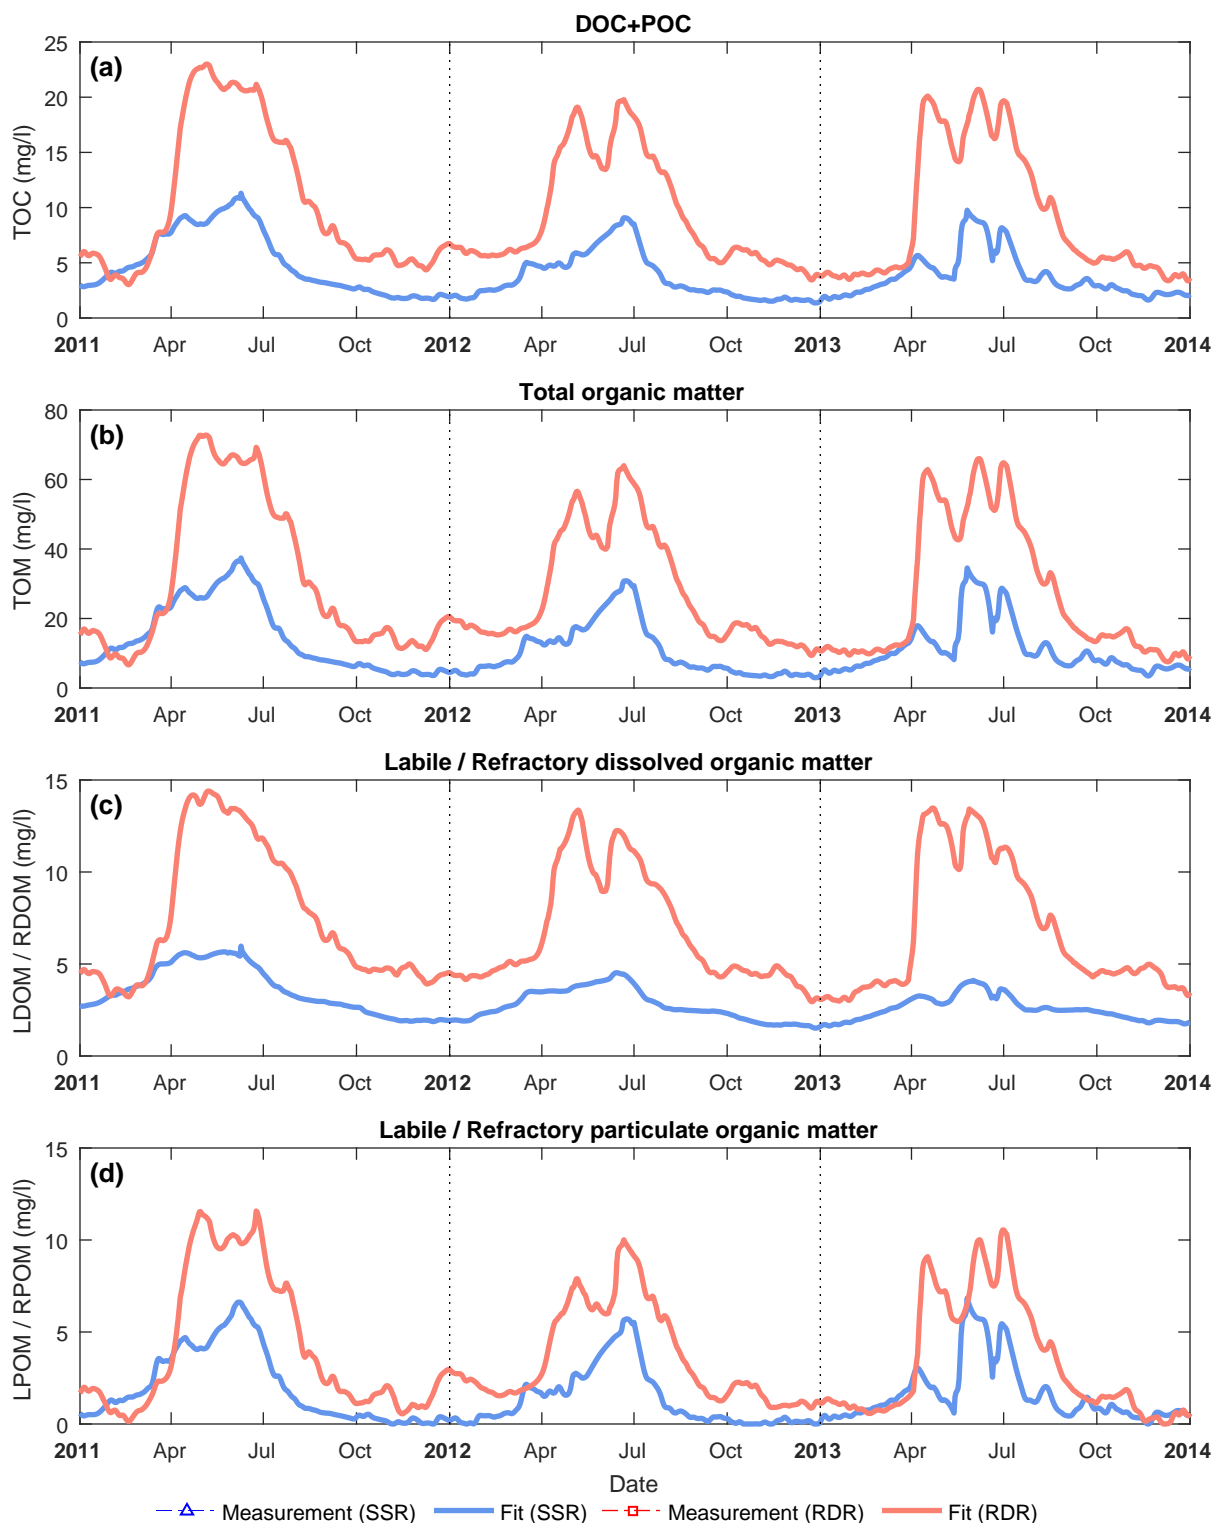 DOC+POC
(a)
TOC (mg/l)
25
20
15
10
5
0
2011 Apr Jul Oct 2012 Apr Jul Oct 2013 Apr Jul Oct 2014
Total organic matter
(b)
TOM (mg/l)
80
60
40
20
0
2011 Apr Jul Oct 2012 Apr Jul Oct 2013 Apr Jul Oct 2014
Labile / Refractory dissolved organic matter
(c)
LDOM / RDOM (mg/l)
15
10
5
0
2011 Apr Jul Oct 2012 Apr Jul Oct 2013 Apr Jul Oct 2014
Labile / Refractory particulate organic matter
(d)
LPOM / RPOM (mg/l)
15
10
5
0
2011 Apr Jul Oct 2012 Apr Jul Oct 2013 Apr Jul Oct 2014
Date
Measurement (SSR) Fit (SSR) Measurement (RDR) Fit (RDR)